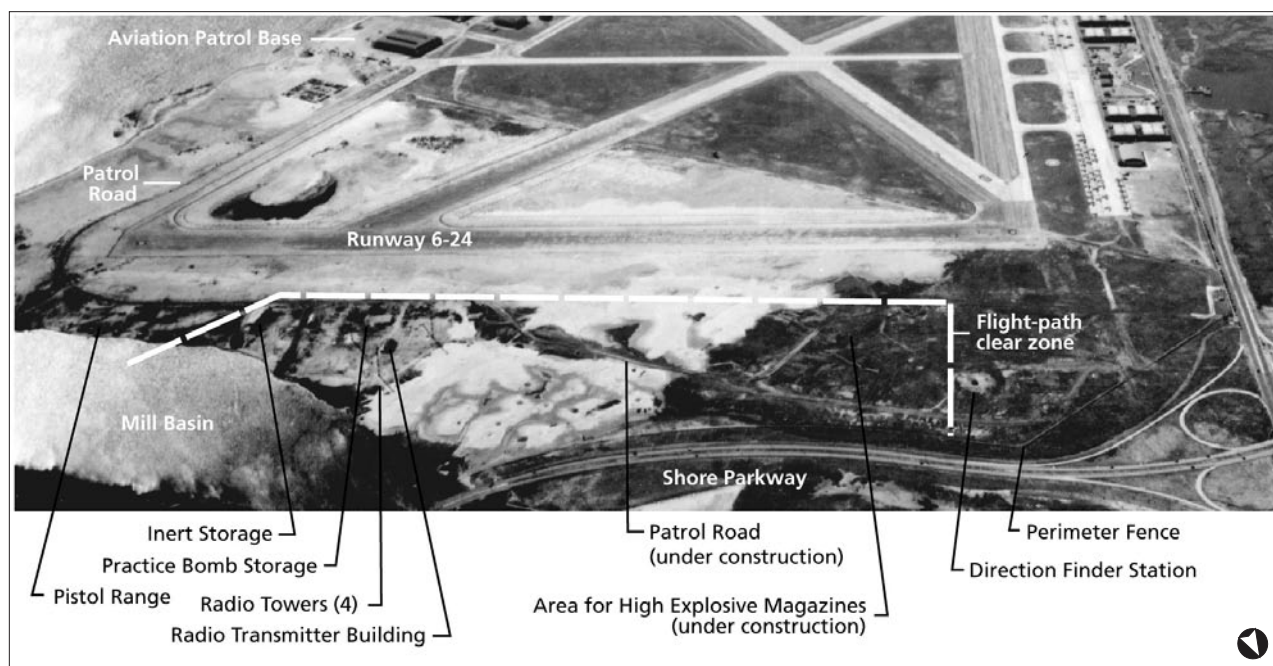 Aviation Patrol Base
Patrol
Road
Runway 6-24
Flight-path
clear zone
Mill Basin
Shore Parkway
Inert Storage
Practice Bomb Storage
Pistol Range
Radio Towers (4)
Radio Transmitter Building
Patrol Road
(under construction)
Area for High Explosive Magazines
(under construction)
Perimeter Fence
Direction Finder Station